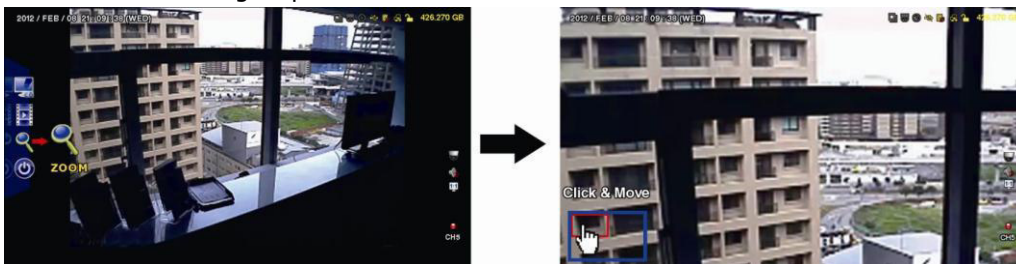 2012 / FEB / 08 21 : 09 : 38 (WED)
426.270 GB
ZOOM
CH5
2012 / FEB / 08 21 : 09 : 38 (WED)
Click & Move
CH5